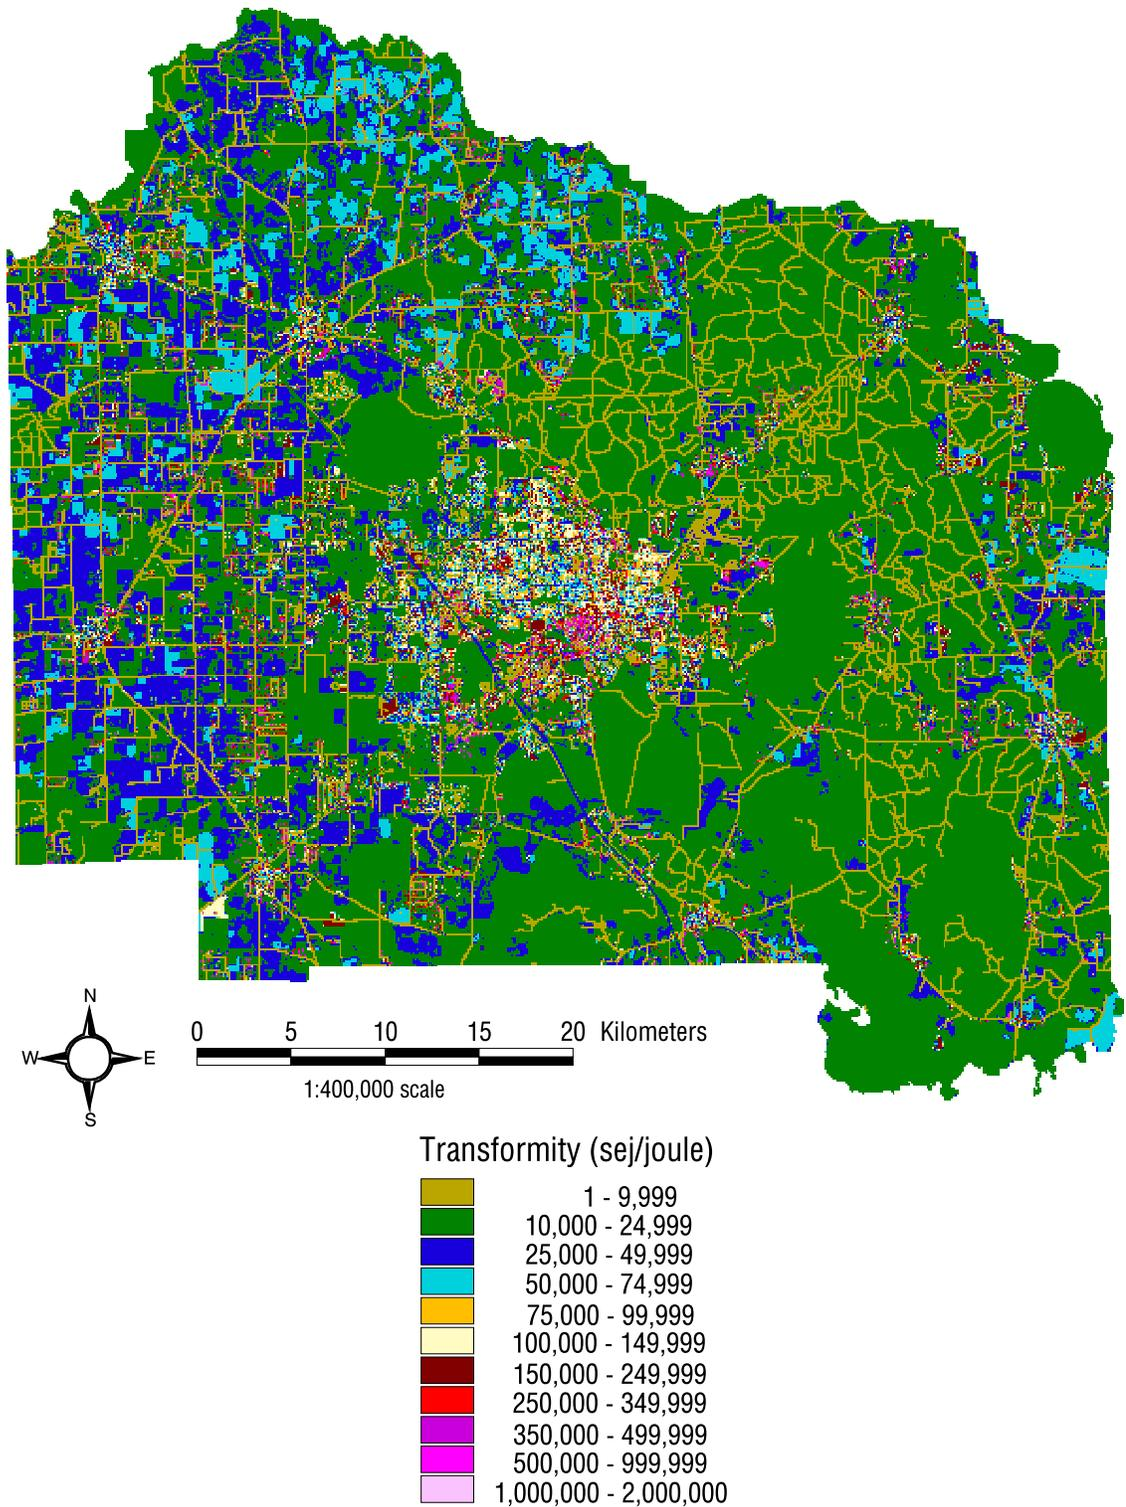 N
W E
S
0 5 10 15 20 Kilometers
1:400,000 scale
Transformity (sej/joule)
1 - 9,999
10,000 - 24,999
25,000 - 49,999
50,000 - 74,999
75,000 - 99,999
100,000 - 149,999
150,000 - 249,999
250,000 - 349,999
350,000 - 499,999
500,000 - 999,999
1,000,000 - 2,000,000